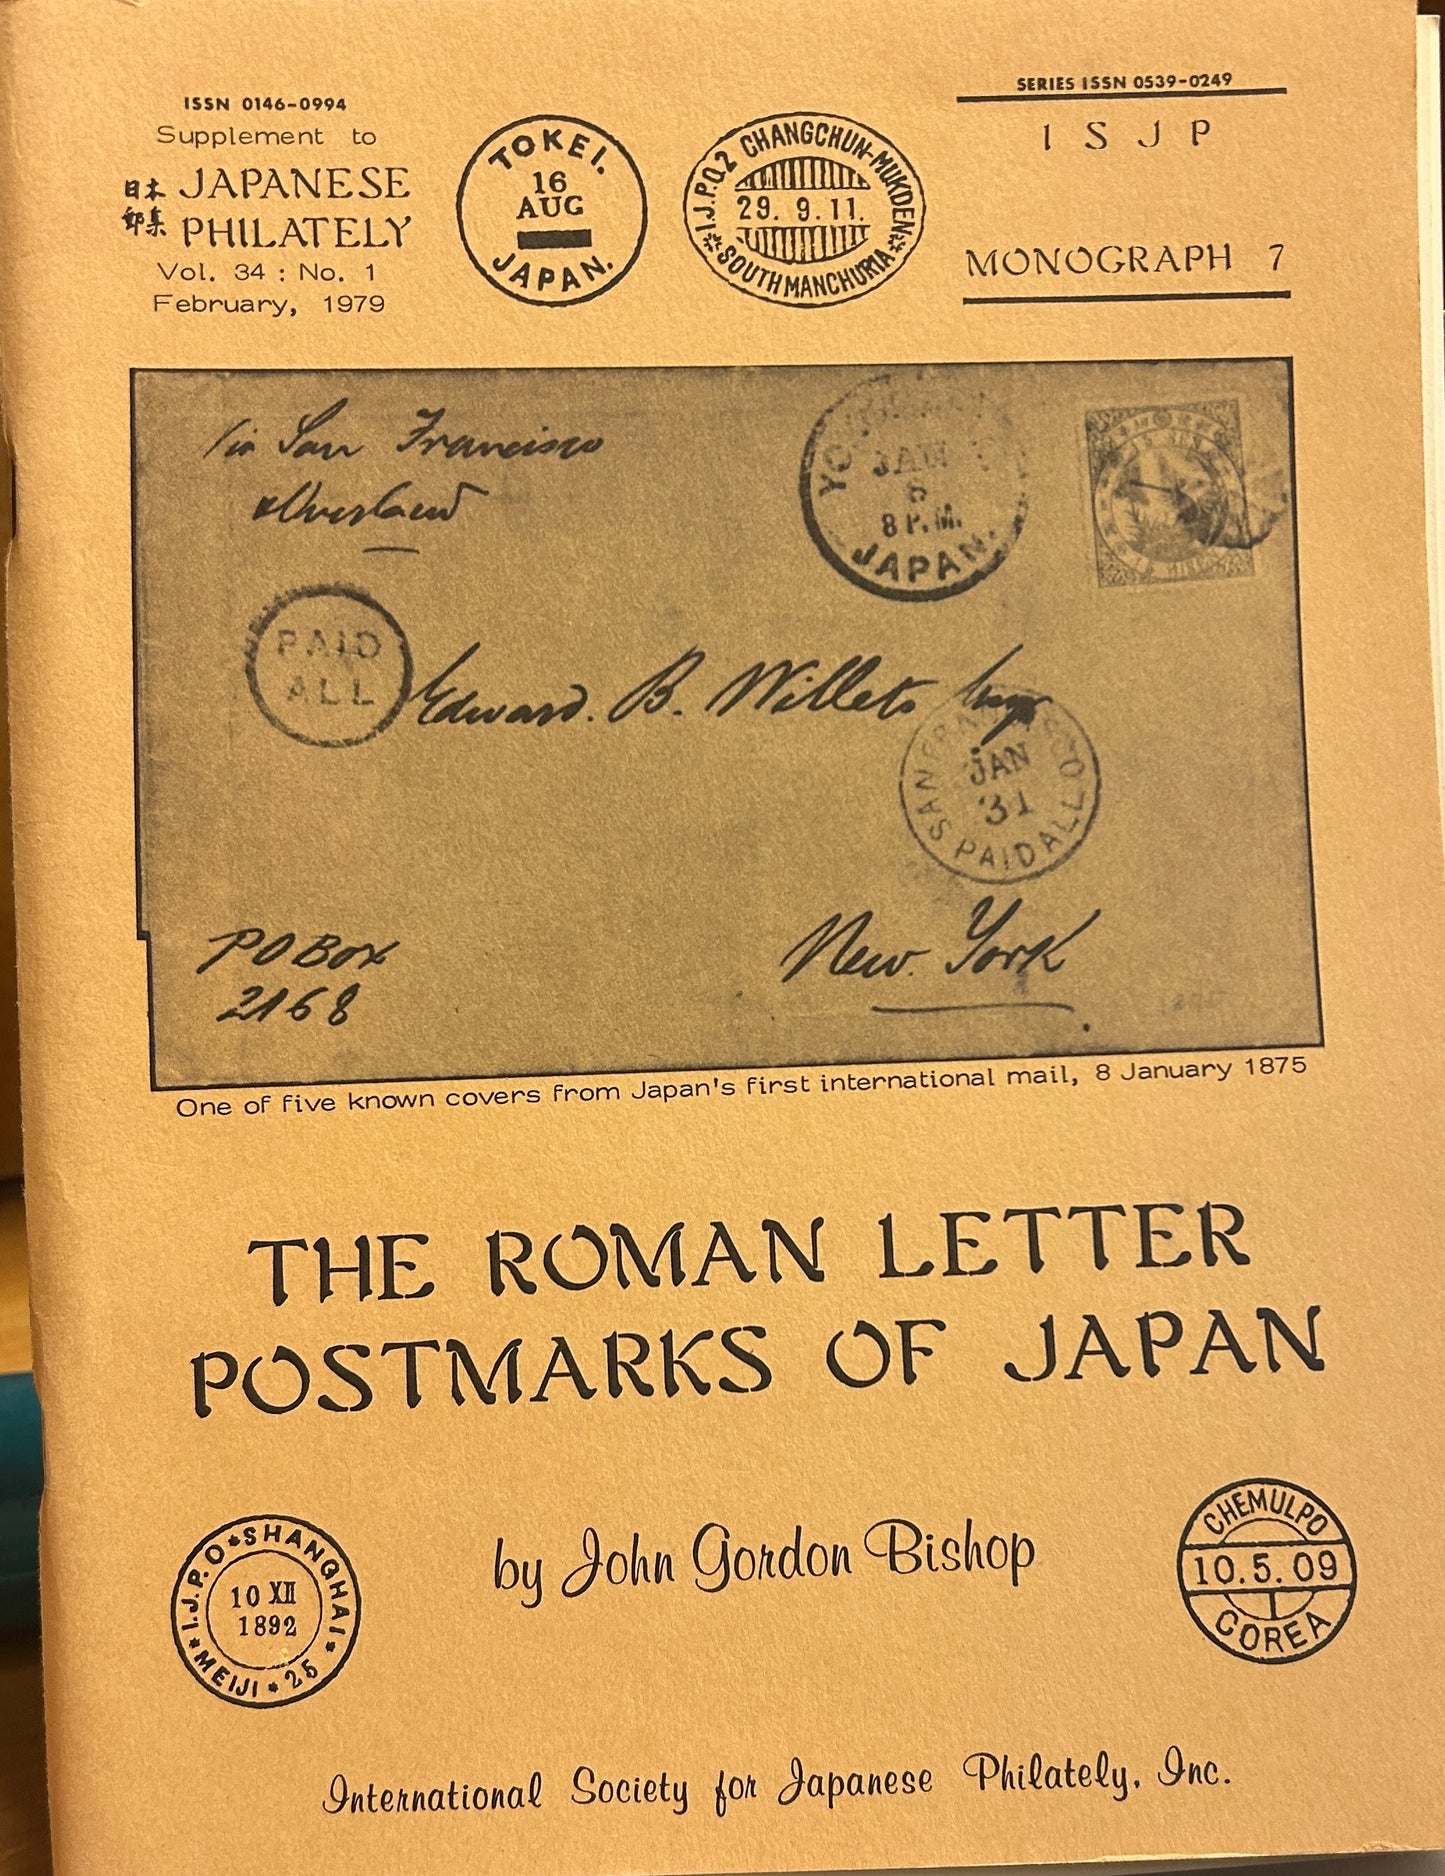 ISSN 0146-0994
Supplement to
日本 JAPANESE
郵集 PHILATELY
Vol. 34 : No. 1
February, 1979
TOKEI.
16
AUG
JAPAN.
I.J.P.O.2 CHANGCHUN-MUKDEN
29. 9. 11.
SOUTH MANCHURIA
SERIES ISSN 0539-0249
I S J P
MONOGRAPH 7
Via San Francisco
& Overland
JAN
8 P.M.
JAPAN.
PAID
ALL
Edward. B. Willets
SAN FRANCISCO
JAN
31
PAID ALL
PO Box
2168
New York
One of five known covers from Japan's first international mail, 8 January 1875
THE ROMAN LETTER
POSTMARKS OF JAPAN
I.J.P.O*SHANGHAI*
10 XII
1892
*MEIJI*25
by John Gordon Bishop
CHEMULPO
10.5.09
COREA
International Society for Japanese Philately, Inc.